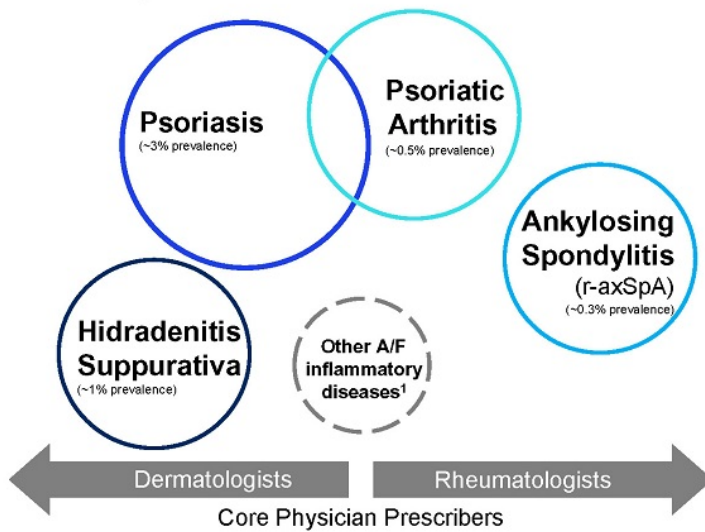 Psoriasis
(~3% prevalence)
Psoriatic
Arthritis
(~0.5% prevalence)
Ankylosing
Spondylitis
(r-axSpA)
(~0.3% prevalence)
Hidradenitis
Suppurativa
(~1% prevalence)
Other A/F
inflammatory
diseases¹
Dermatologists
Rheumatologists
Core Physician Prescribers